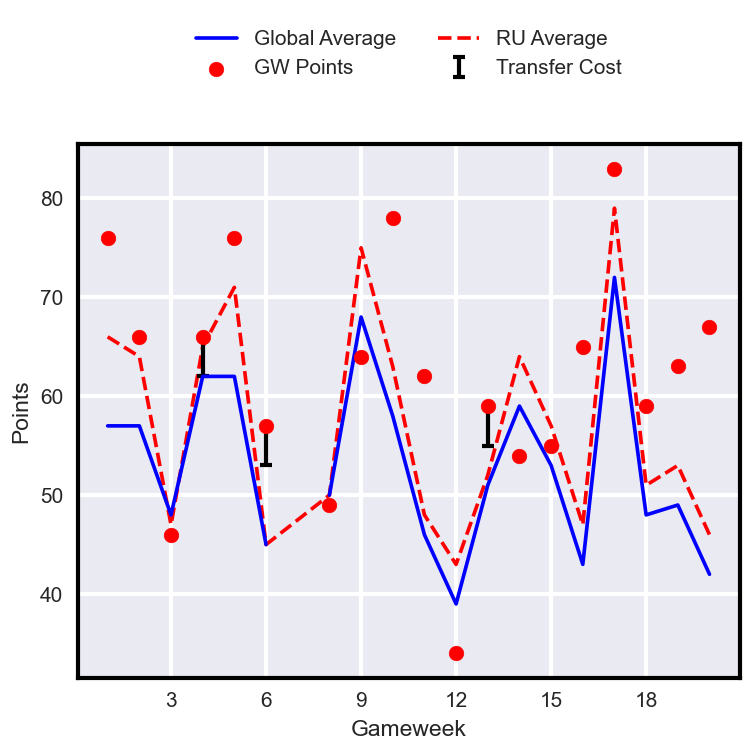 Global Average
RU Average
GW Points
Transfer Cost
80
70
60
50
40
Points
3 6 9 12 15 18
Gameweek